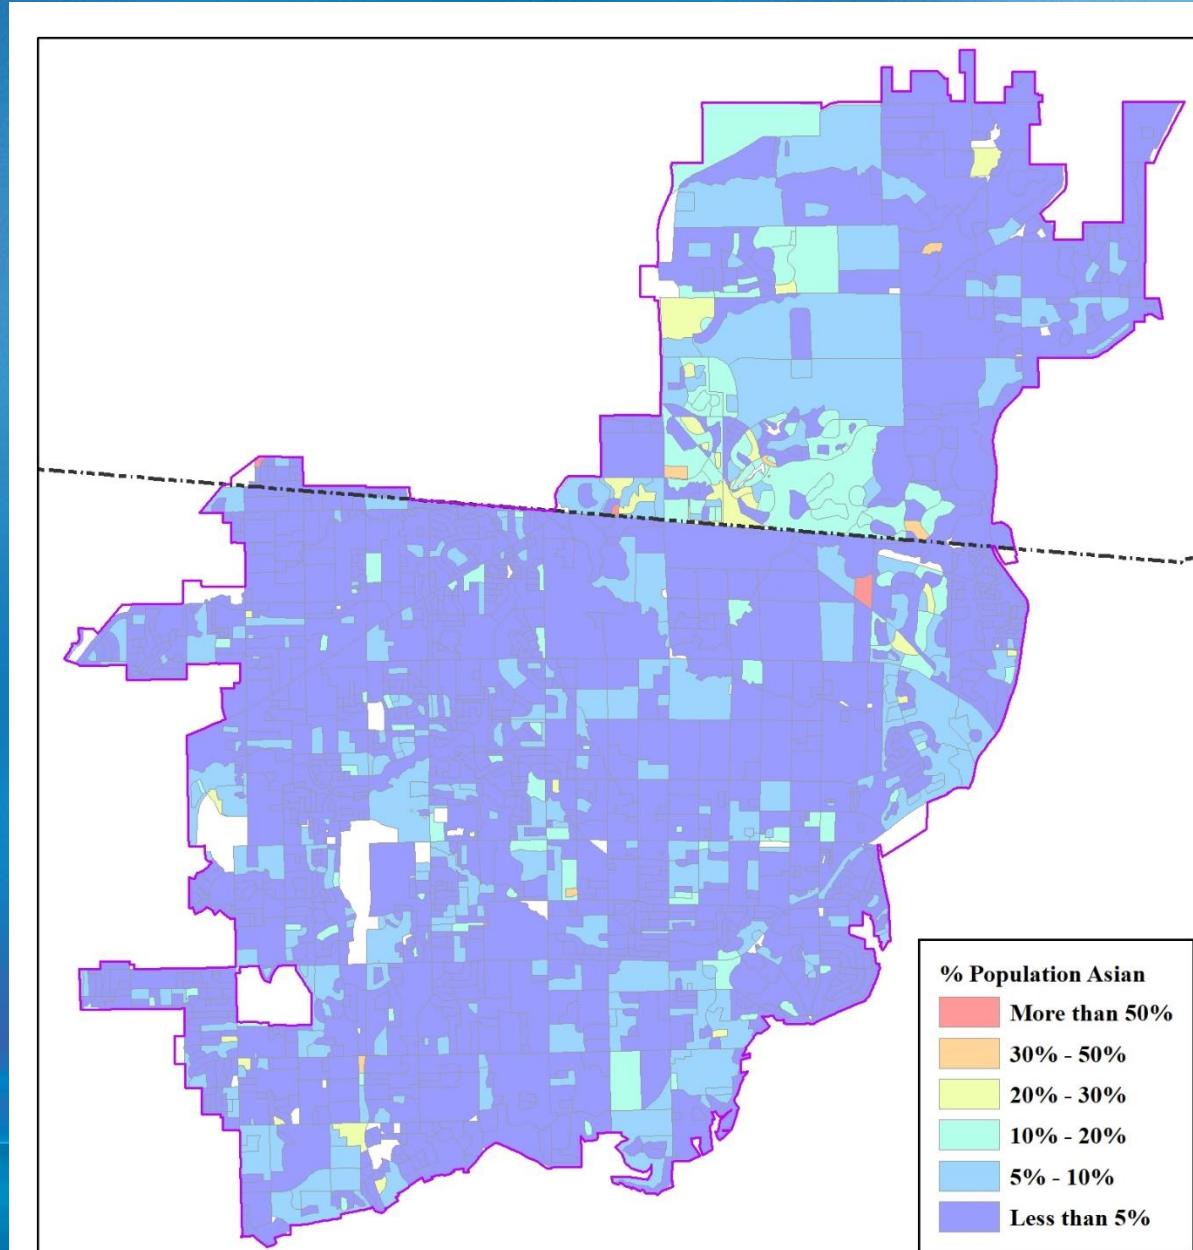 % Population Asian
More than 50%
30% - 50%
20% - 30%
10% - 20%
5% - 10%
Less than 5%